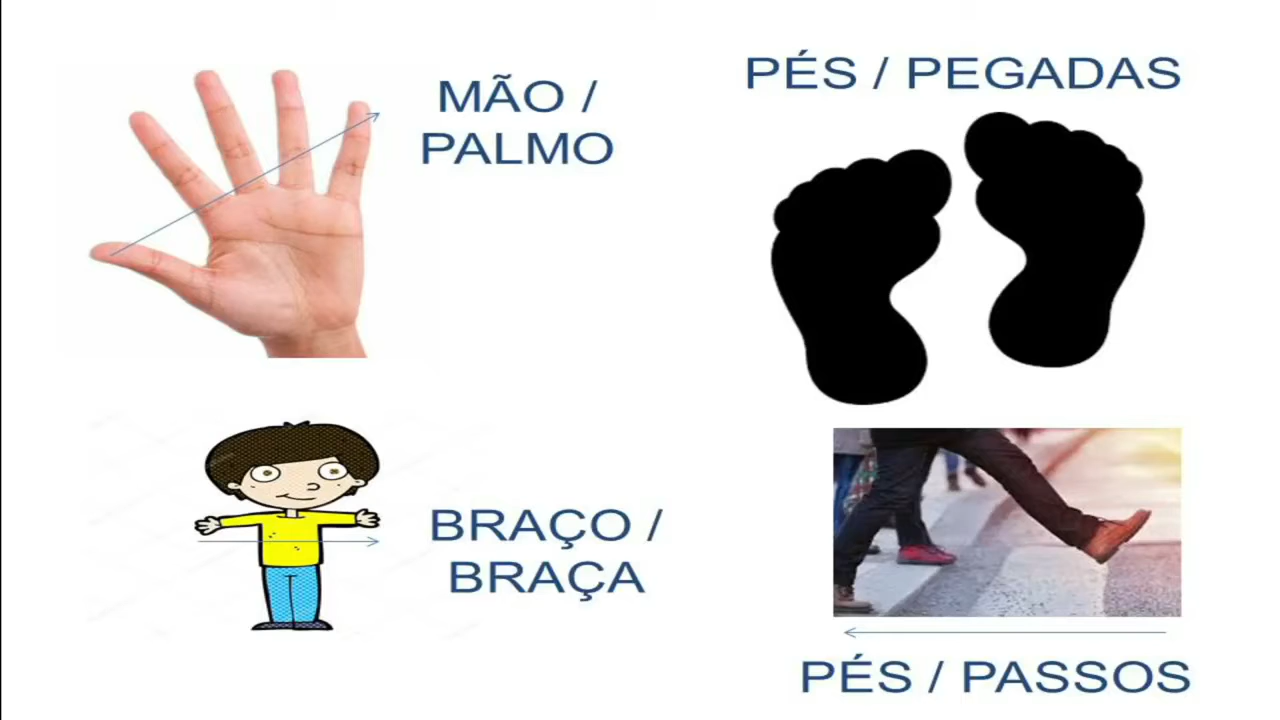 MÃO /
PALMO
PÉS / PEGADAS
BRAÇO /
BRAÇA
PÉS / PASSOS